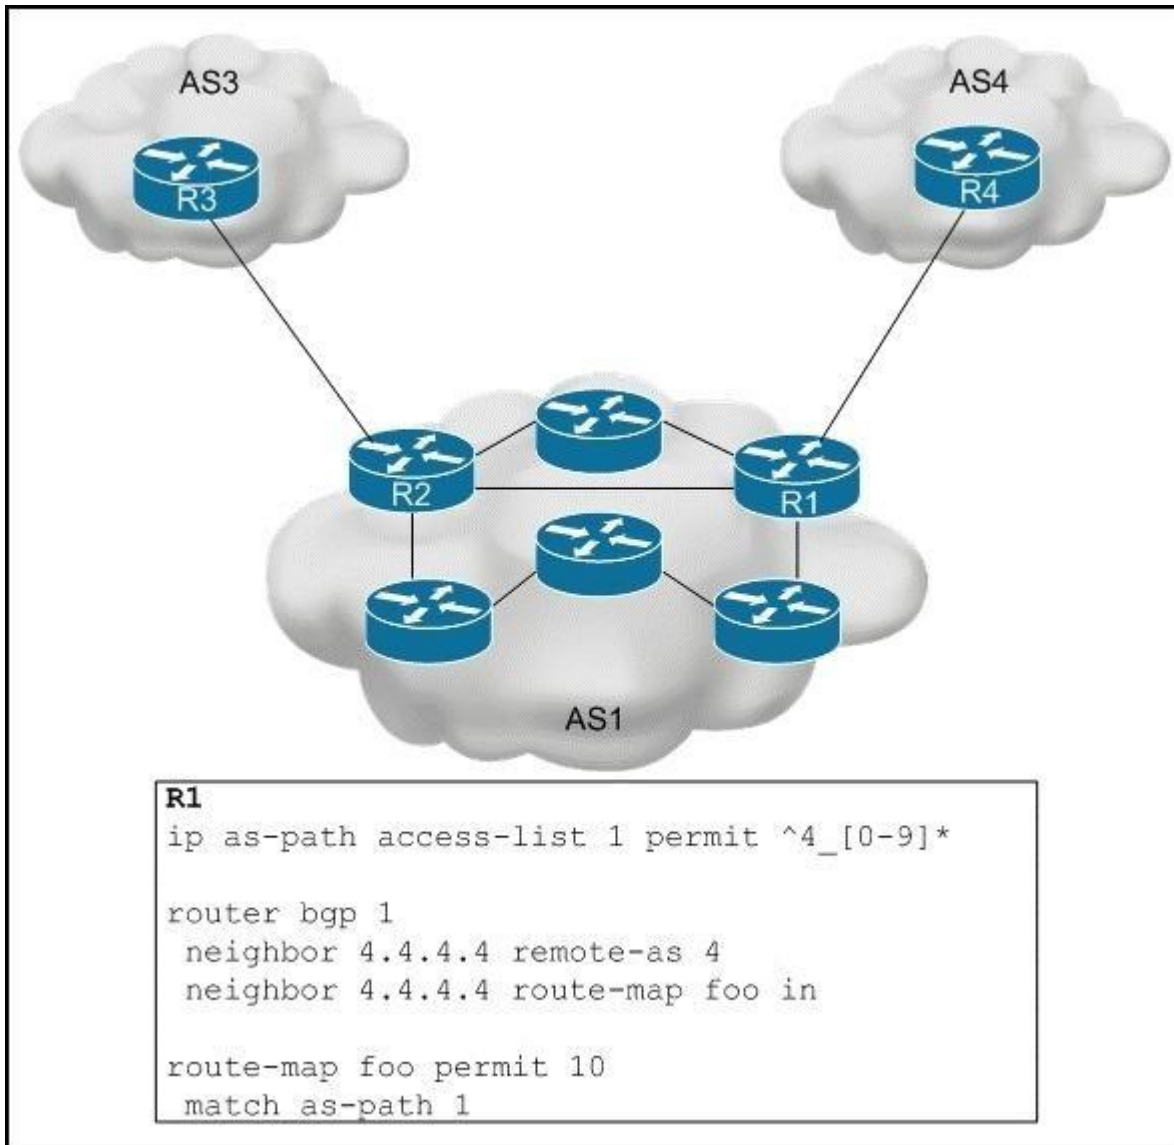 AS3
AS4
R3
R4
R2
R1
AS1
R1
ip as-path access-list 1 permit ^4_[0-9]*
router bgp 1
neighbor 4.4.4.4 remote-as 4
neighbor 4.4.4.4 route-map foo in
route-map foo permit 10
match as-path 1